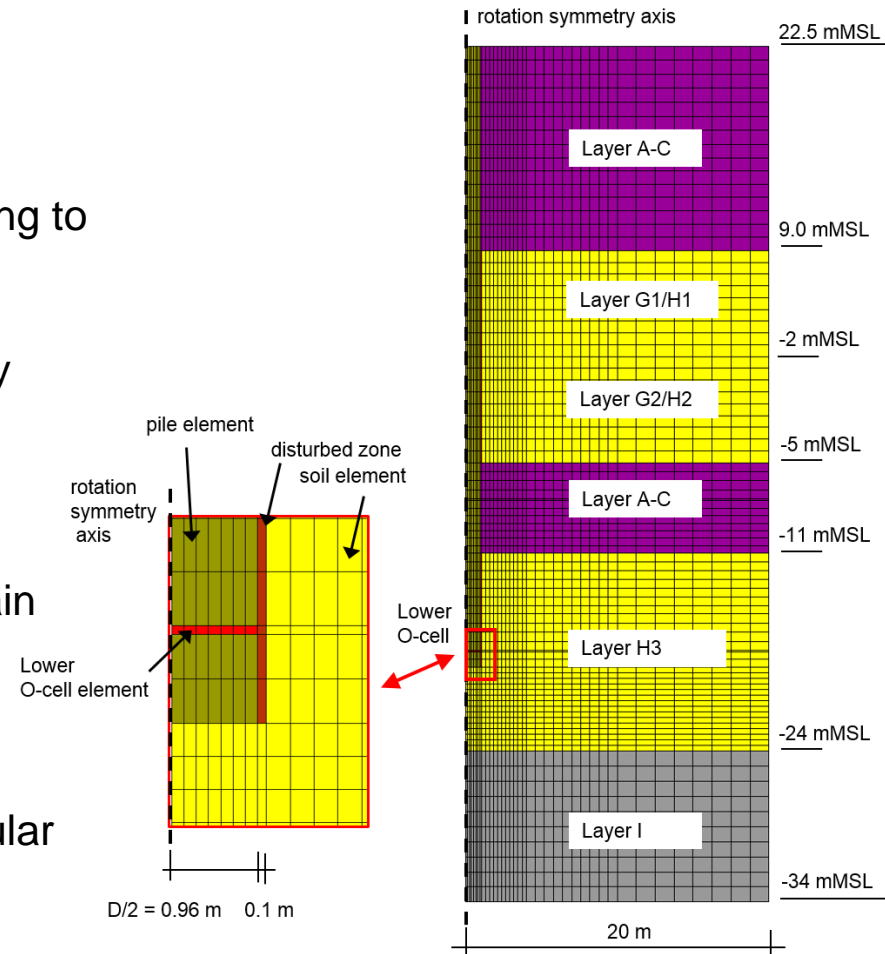 rotation symmetry axis
22.5 mMSL
Layer A-C
ng to
9.0 mMSL
Layer G1/H1
-2 mMSL
y
Layer G2/H2
pile element
disturbed zone
soil element
-5 mMSL
rotation
symmetry
axis
Layer A-C
-11 mMSL
ain
Lower
O-cell
Layer H3
Lower
O-cell element
-24 mMSL
ular
Layer I
-34 mMSL
D/2 = 0.96 m 0.1 m
20 m